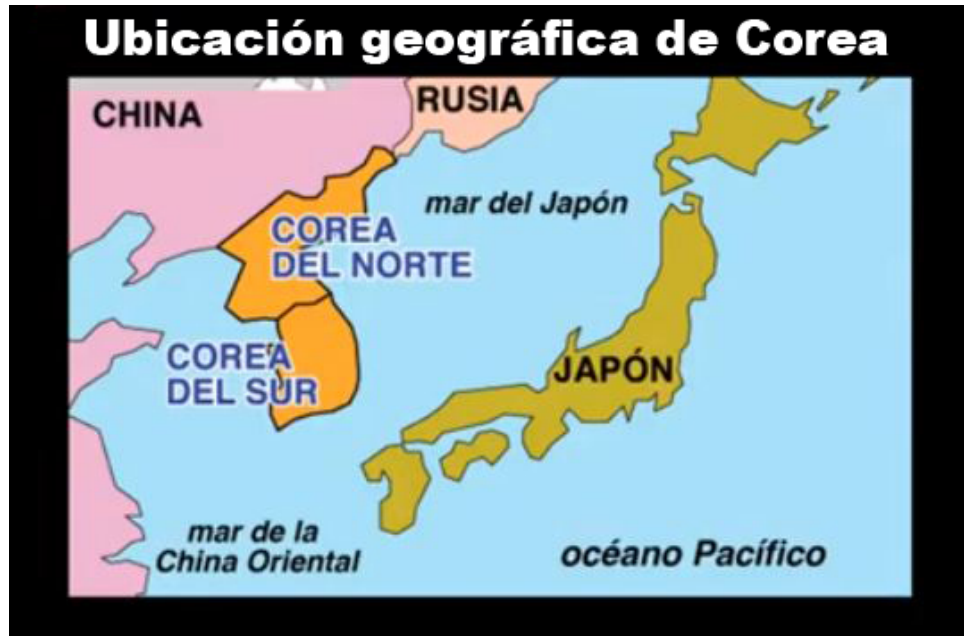 Ubicación geográfica de Corea
CHINA
RUSIA
mar del Japón
COREA
DEL NORTE
COREA
DEL SUR
JAPÓN
mar de la
China Oriental
océano Pacífico